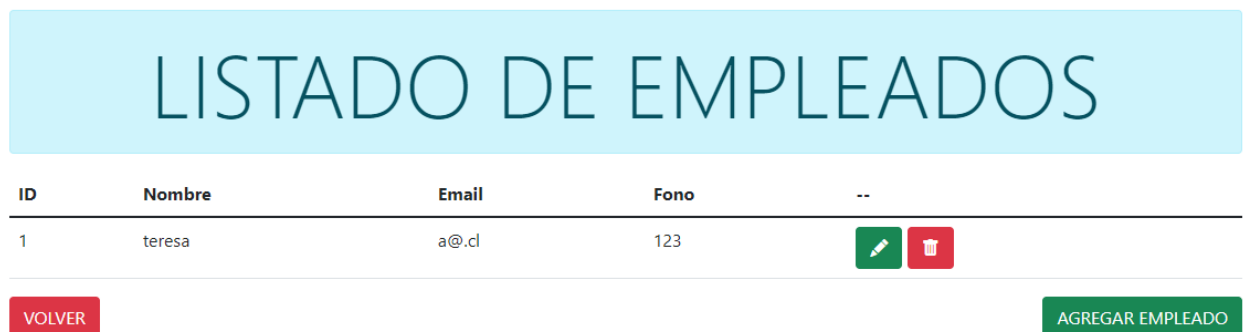 LISTADO DE EMPLEADOS
ID Nombre Email Fono --
1 teresa a@.cl 123
VOLVER AGREGAR EMPLEADO